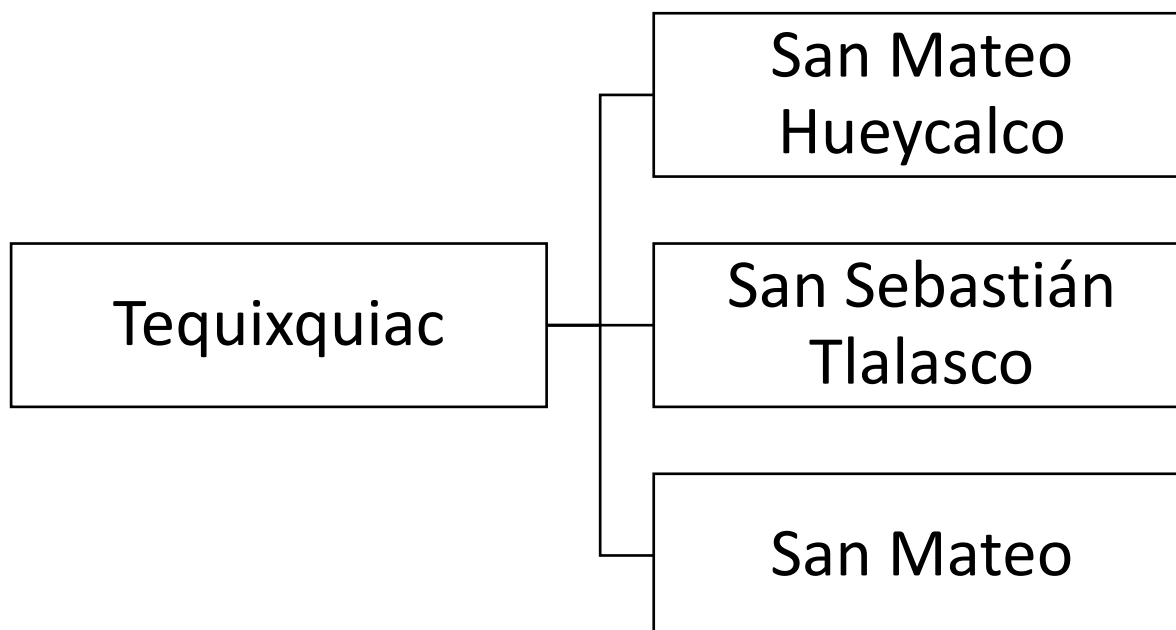 San Mateo
Hueycalco
Tequixquiac
San Sebastián
Tlalasco
San Mateo